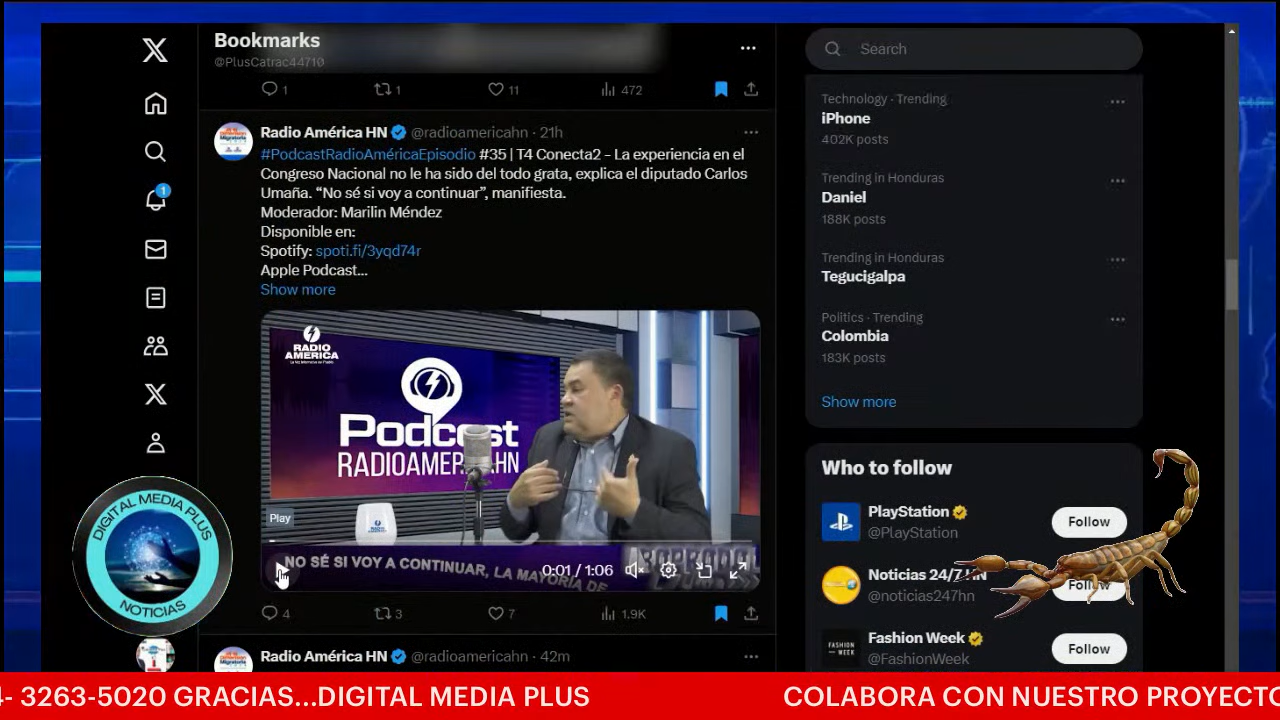 Bookmarks
@PlusCatrac44710
1
1
11
472
Radio América HN @radioamericahn · 21h
#PodcastRadioAméricaEpisodio #35 | T4 Conecta2 - La experiencia en el
Congreso Nacional no le ha sido del todo grata, explica el diputado Carlos
Umaña. “No sé si voy a continuar”, manifiesta.
Moderador: Marilin Méndez
Disponible en:
Spotify: spoti.fi/3yqd74r
Apple Podcast...
Show more
RADIO
AMERICA
Podcast
RADIOAMERICAHN
Play
NO SÉ SI VOY A CONTINUAR, LA MAYORÍA DE
0:01 / 1:06
4
3
7
1.9K
Radio América HN @radioamericahn · 42m
Search
Technology · Trending
iPhone
402K posts
Trending in Honduras
Daniel
188K posts
Trending in Honduras
Tegucigalpa
Politics · Trending
Colombia
183K posts
Show more
Who to follow
PlayStation
@PlayStation
Follow
Noticias 24/7 HN
@noticias247hn
Follow
FASHION
WEEK
Fashion Week
@FashionWeek
Follow
1
DIGITAL MEDIA PLUS
NOTICIAS
4- 3263-5020 GRACIAS...DIGITAL MEDIA PLUS
COLABORA CON NUESTRO PROYECTO